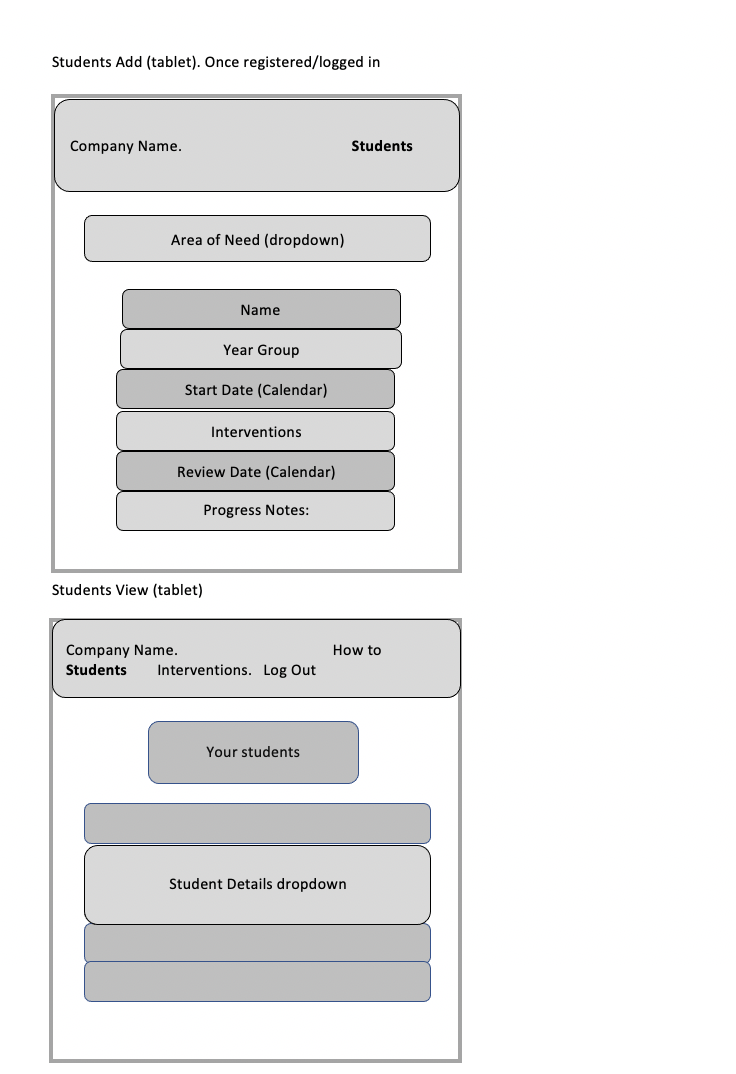 Students Add (tablet). Once registered/logged in
Company Name. Students
Area of Need (dropdown)
Name
Year Group
Start Date (Calendar)
Interventions
Review Date (Calendar)
Progress Notes:
Students View (tablet)
Company Name. How to
Students Interventions. Log Out
Your students
Student Details dropdown